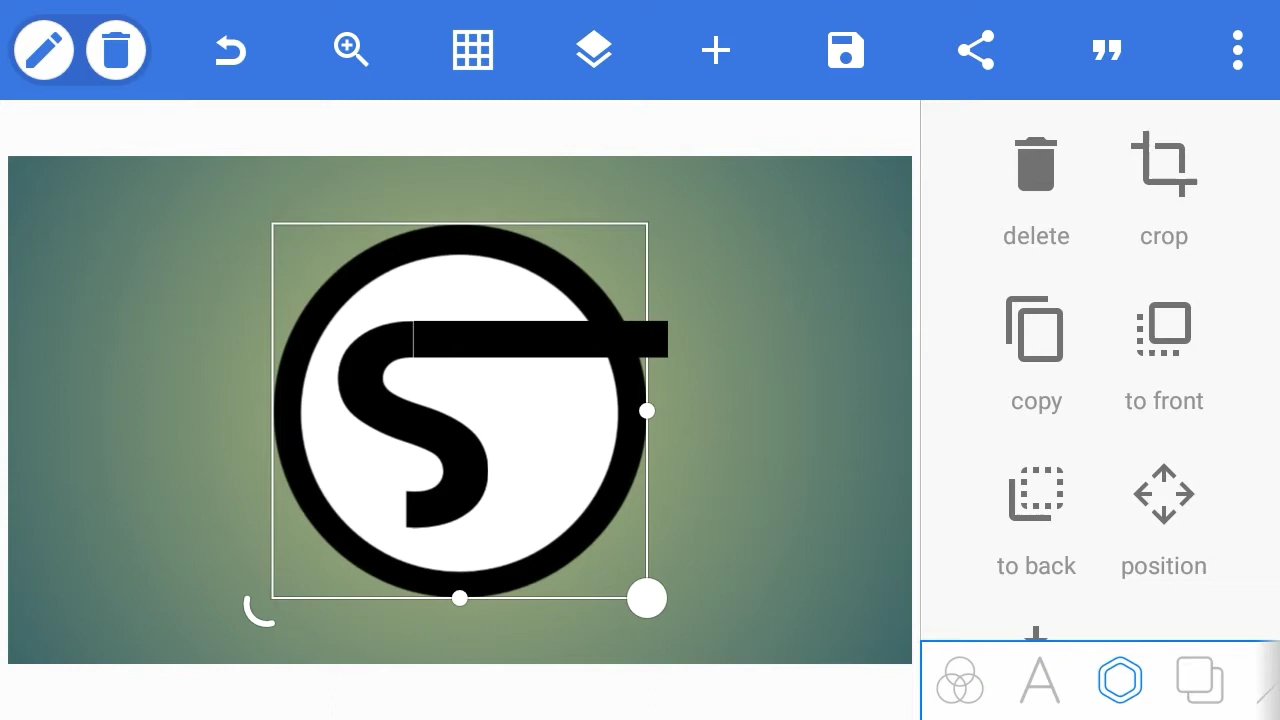 delete
crop
copy
to front
to back
position
S
A